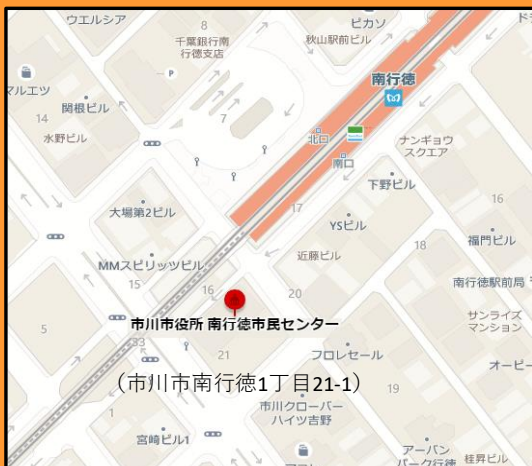 ウエルシア
8
ピカソ
千葉銀行南
行徳支店
秋山駅前ビル
P
南行徳
マルエツ
関根ビル
14
7
水野ビル
北口
ナンギョウ
スクエア
南口
下野ビル
大場第2ビル
17
16
YSビル
福門ビル
18
近藤ビル
MMスピリッツビル
15
16
20
南行徳駅前局
5
市川市役所 南行徳市民センター
サンライズ
マンション
33
21
フロレセール
オーピー
(市川市南行徳1丁目21-1)
19
市川クローバー
ハイツ吉野
1
宮崎ビル1
アーバン
パーク行徳
桂昇ビル